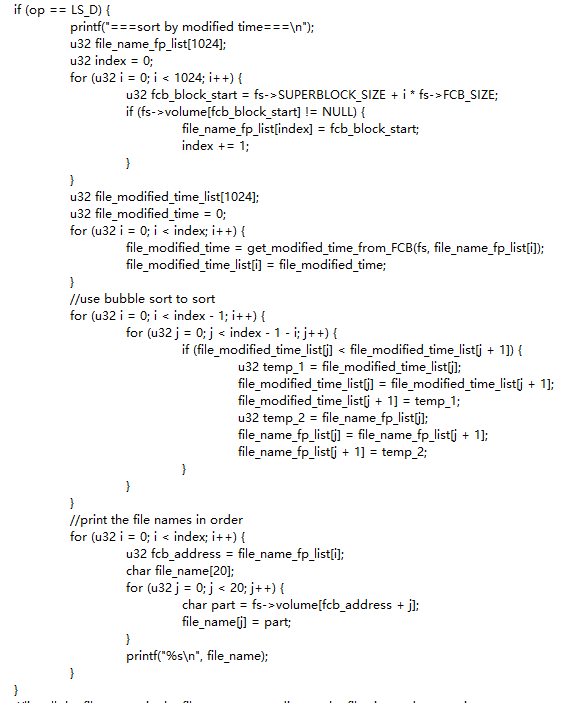 if (op == LS_D) {
printf("===sort by modified time===\n");
u32 file_name_fp_list[1024];
u32 index = 0;
for (u32 i = 0; i < 1024; i++) {
u32 fcb_block_start = fs->SUPERBLOCK_SIZE + i * fs->FCB_SIZE;
if (fs->volume[fcb_block_start] != NULL) {
file_name_fp_list[index] = fcb_block_start;
index += 1;
}
}
u32 file_modified_time_list[1024];
u32 file_modified_time = 0;
for (u32 i = 0; i < index; i++) {
file_modified_time = get_modified_time_from_FCB(fs, file_name_fp_list[i]);
file_modified_time_list[i] = file_modified_time;
}
//use bubble sort to sort
for (u32 i = 0; i < index - 1; i++) {
for (u32 j = 0; j < index - 1 - i; j++) {
if (file_modified_time_list[j] < file_modified_time_list[j + 1]) {
u32 temp_1 = file_modified_time_list[j];
file_modified_time_list[j] = file_modified_time_list[j + 1];
file_modified_time_list[j + 1] = temp_1;
u32 temp_2 = file_name_fp_list[j];
file_name_fp_list[j] = file_name_fp_list[j + 1];
file_name_fp_list[j + 1] = temp_2;
}
}
}
//print the file names in order
for (u32 i = 0; i < index; i++) {
u32 fcb_address = file_name_fp_list[i];
char file_name[20];
for (u32 j = 0; j < 20; j++) {
char part = fs->volume[fcb_address + j];
file_name[j] = part;
}
printf("%s\n", file_name);
}
}